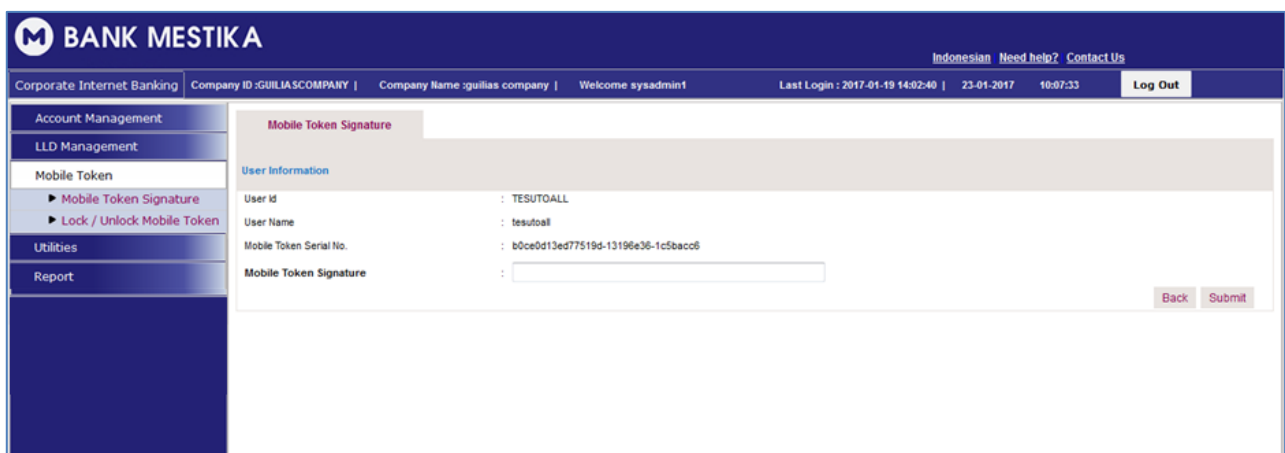 BANK MESTIKA
Indonesian Need help? Contact Us
Corporate Internet Banking Company ID :GUILIASCOMPANY | Company Name :guilias company | Welcome sysadmin1 Last Login : 2017-01-19 14:02:40 | 23-01-2017 10:07:33 Log Out
Account Management
LLD Management
Mobile Token
Mobile Token Signature
Lock / Unlock Mobile Token
Utilities
Report
Mobile Token Signature
User Information
User Id : TESUTOALL
User Name : tesutoall
Mobile Token Serial No. : b0ce0d13ed77519d-13196e36-1c5bacc6
Mobile Token Signature :
Back Submit